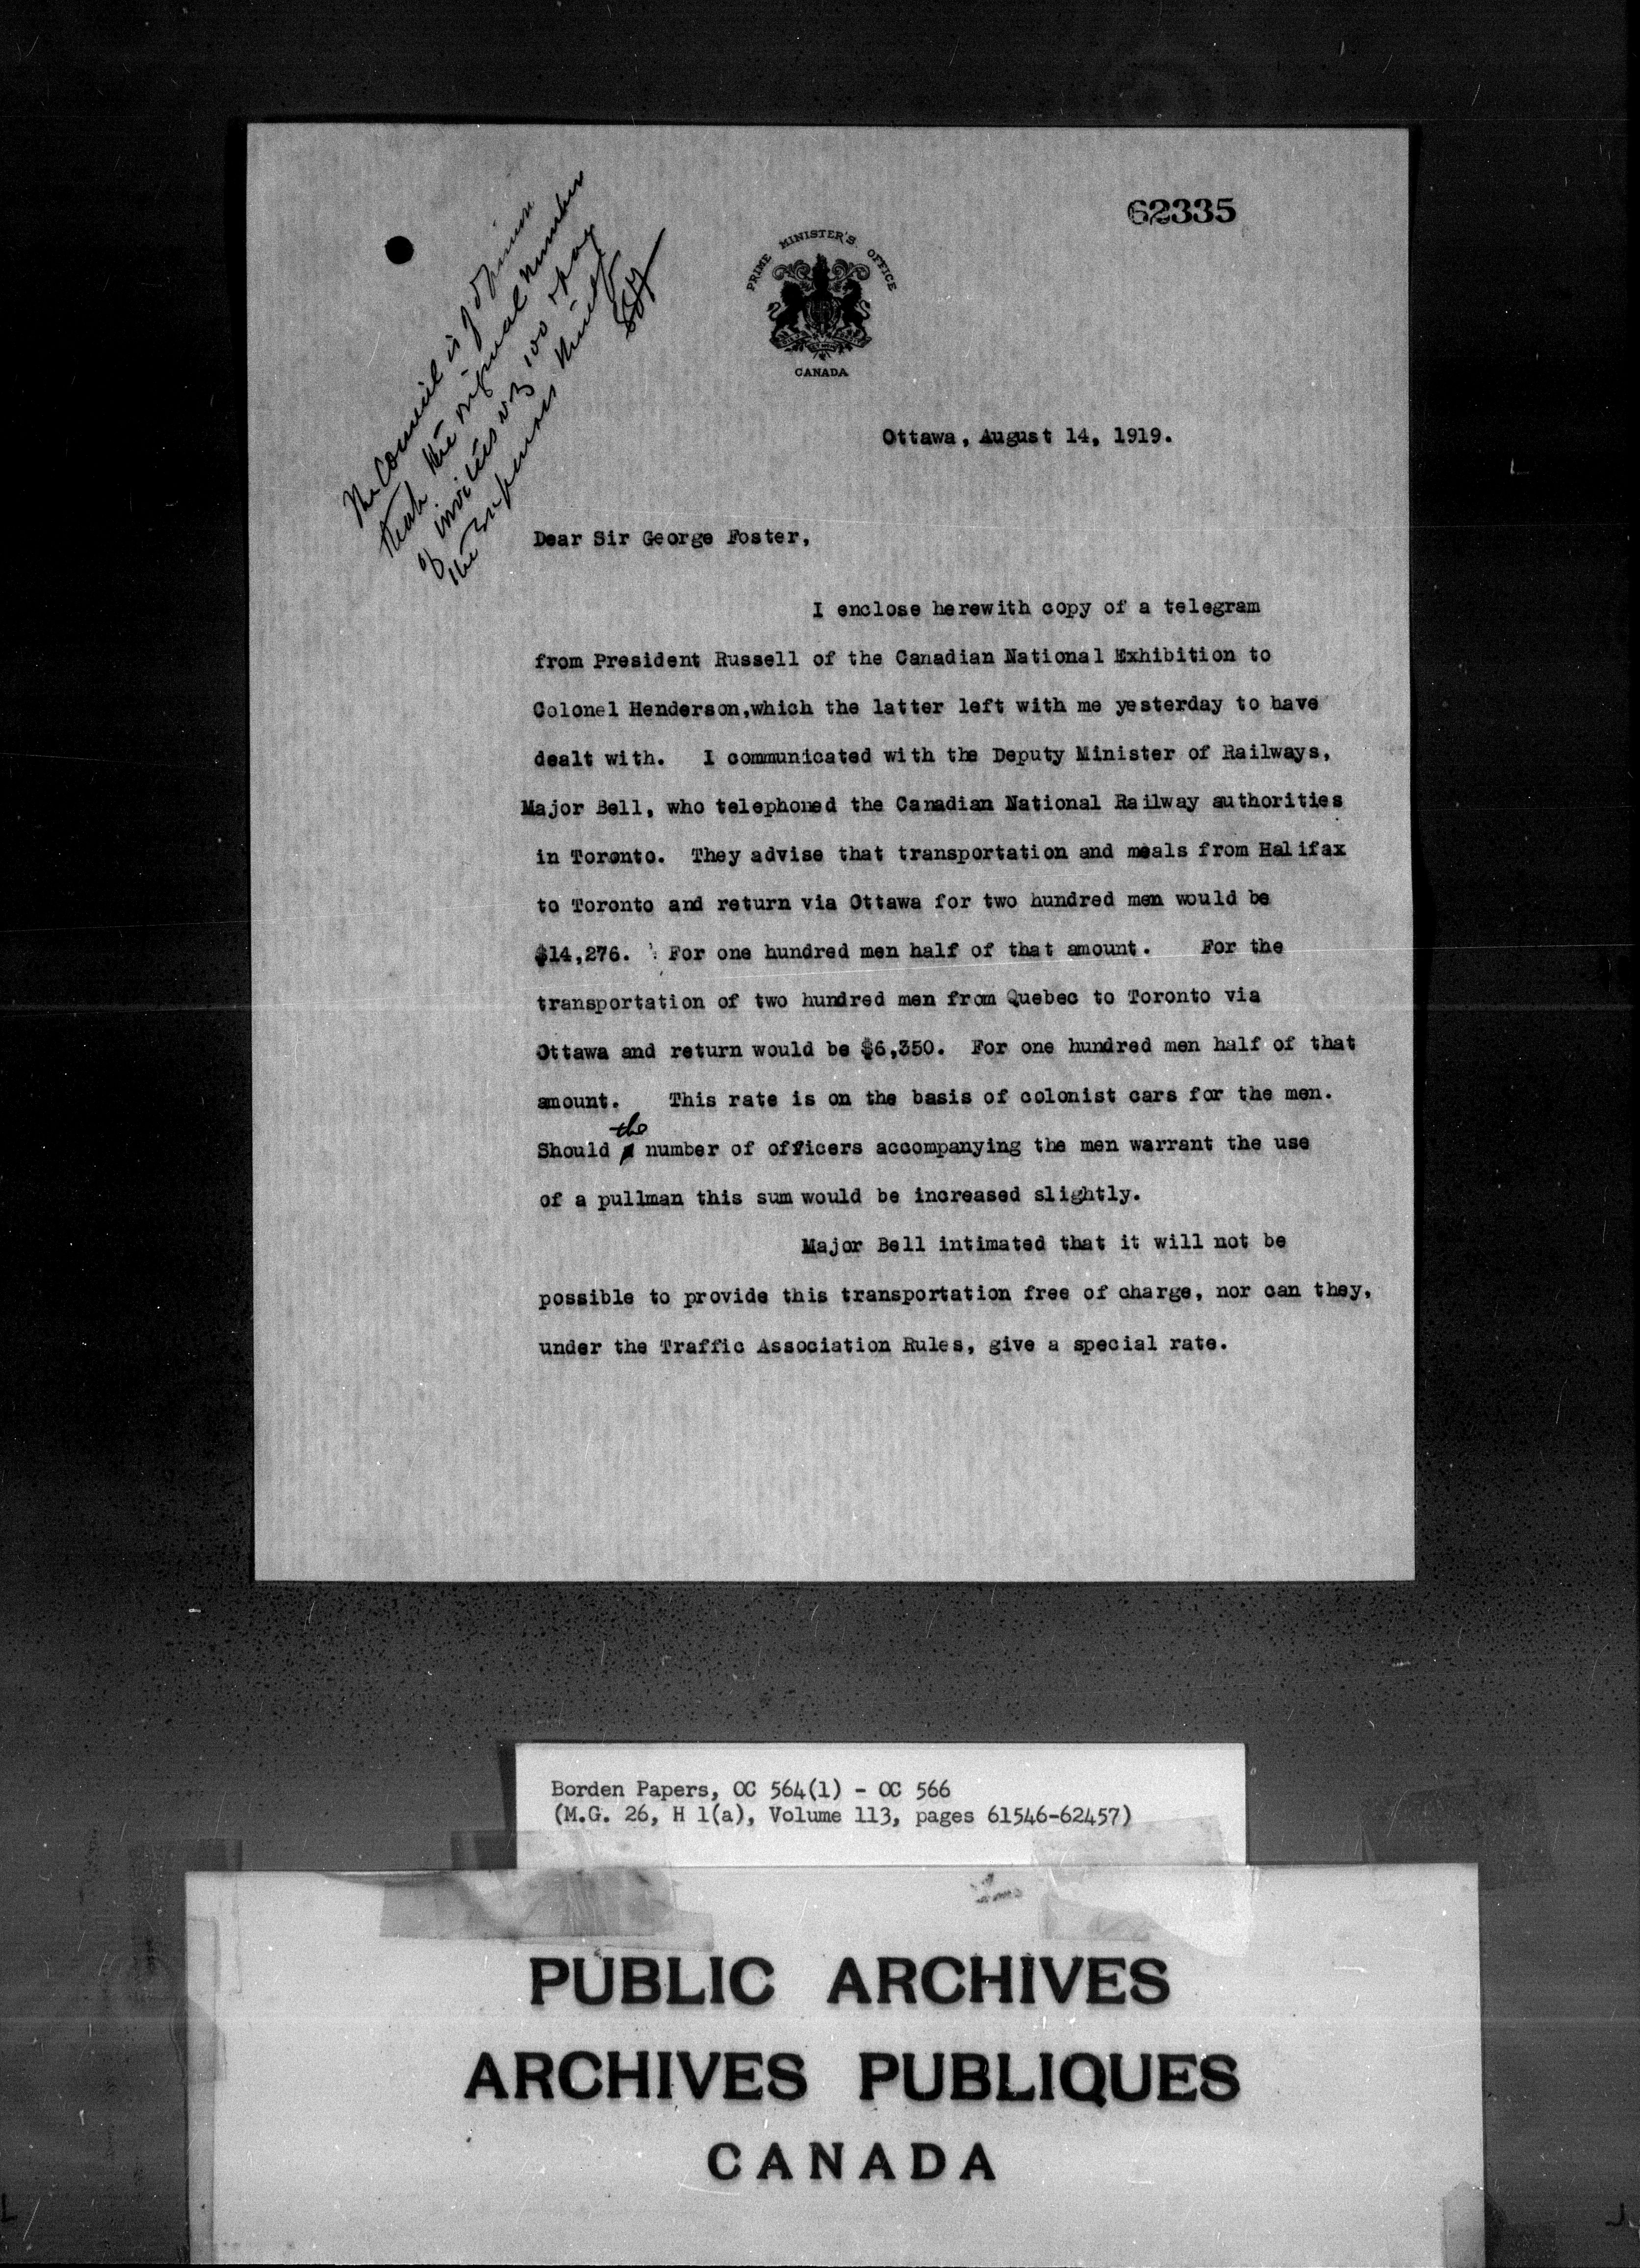 62335
PRIME MINISTER'S OFFICE
CANADA
The Council is of opinion
that the original number
of invitees viz 100 & pay
the expenses thereof
Ottawa, August 14, 1919.
Dear Sir George Foster,
I enclose herewith copy of a telegram
from President Russell of the Canadian National Exhibition to
Colonel Henderson,which the latter left with me yesterday to have
dealt with. I communicated with the Deputy Minister of Railways,
Major Bell, who telephoned the Canadian National Railway authorities
in Toronto. They advise that transportation and meals from Halifax
to Toronto and return via Ottawa for two hundred men would be
$14,276. For one hundred men half of that amount. For the
transportation of two hundred men from Quebec to Toronto via
Ottawa and return would be $6,350. For one hundred men half of that
amount. This rate is on the basis of colonist cars for the men.
Should the number of officers accompanying the men warrant the use
of a pullman this sum would be increased slightly.
Major Bell intimated that it will not be
possible to provide this transportation free of charge, nor can they,
under the Traffic Association Rules, give a special rate.
Borden Papers, OC 564(1) - OC 566
(M.G. 26, H 1(a), Volume 113, pages 61546-62457)
PUBLIC ARCHIVES
ARCHIVES PUBLIQUES
CANADA